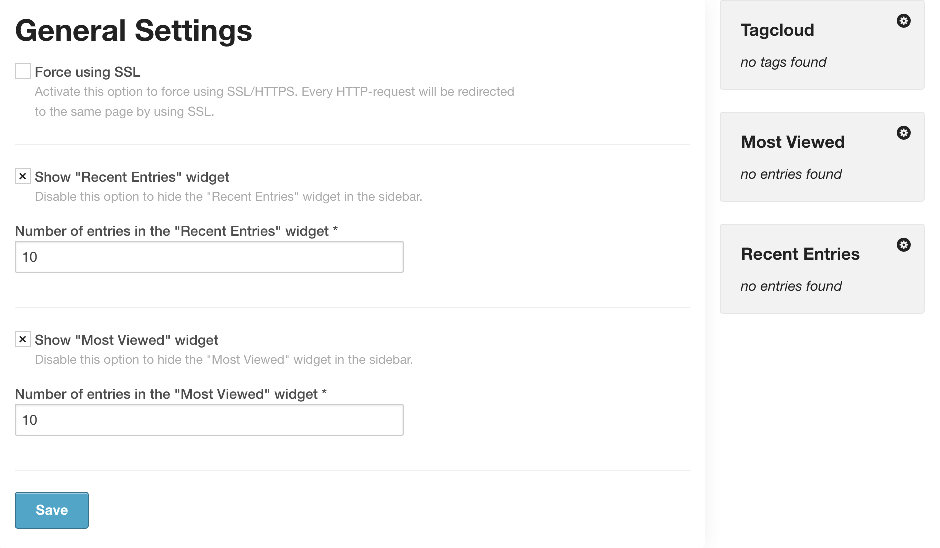 General Settings
Force using SSL
Activate this option to force using SSL/HTTPS. Every HTTP-request will be redirected
to the same page by using SSL.
Show "Recent Entries" widget
Disable this option to hide the "Recent Entries" widget in the sidebar.
Number of entries in the "Recent Entries" widget *
10
Show "Most Viewed" widget
Disable this option to hide the "Most Viewed" widget in the sidebar.
Number of entries in the "Most Viewed" widget *
10
Save
Tagcloud
no tags found
Most Viewed
no entries found
Recent Entries
no entries found